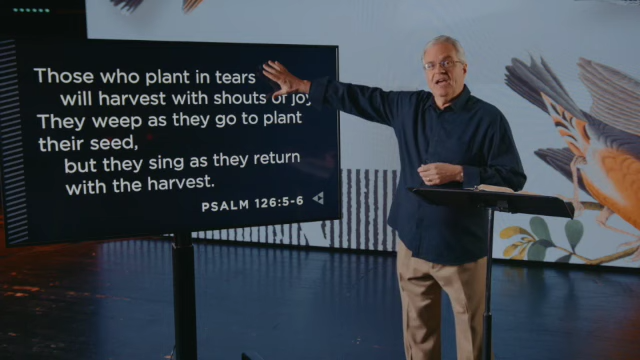 Those who plant in tears
will harvest with shouts of joy
They weep as they go to plant
their seed,
but they sing as they return
with the harvest.
PSALM 126:5-6